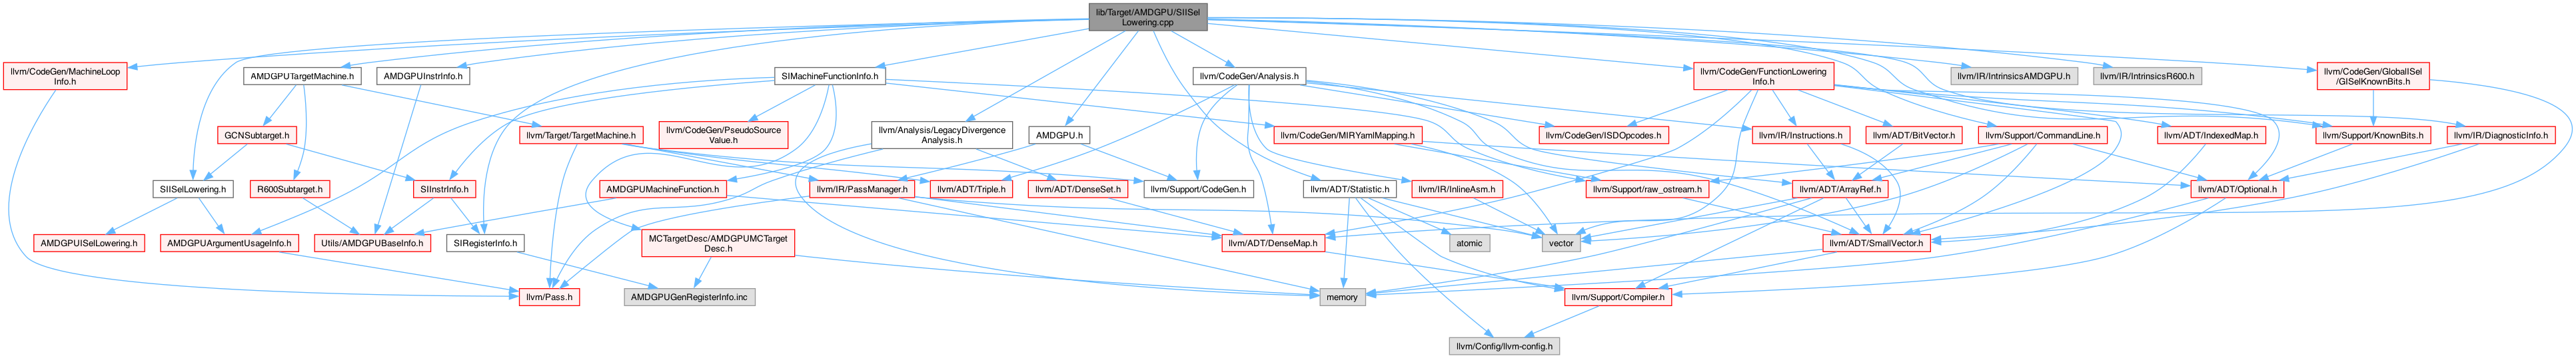 lib/Target/AMDGPU/SIISel
Lowering.cpp
llvm/CodeGen/MachineLoop
Info.h
AMDGPUTargetMachine.h
AMDGPUInstrInfo.h
SIMachineFunctionInfo.h
llvm/CodeGen/Analysis.h
llvm/CodeGen/FunctionLowering
Info.h
llvm/IR/IntrinsicsAMDGPU.h
llvm/IR/IntrinsicsR600.h
llvm/CodeGen/GlobalISel
/GISelKnownBits.h
GCNSubtarget.h
llvm/Target/TargetMachine.h
llvm/CodeGen/PseudoSource
Value.h
llvm/Analysis/LegacyDivergence
Analysis.h
AMDGPU.h
llvm/CodeGen/MIRYamlMapping.h
llvm/CodeGen/ISDOpcodes.h
llvm/IR/Instructions.h
llvm/ADT/BitVector.h
llvm/Support/CommandLine.h
llvm/ADT/IndexedMap.h
llvm/Support/KnownBits.h
llvm/IR/DiagnosticInfo.h
SIISelLowering.h
R600Subtarget.h
SIInstrInfo.h
AMDGPUMachineFunction.h
llvm/IR/PassManager.h
llvm/ADT/Triple.h
llvm/ADT/DenseSet.h
llvm/Support/CodeGen.h
llvm/ADT/Statistic.h
llvm/IR/InlineAsm.h
llvm/Support/raw_ostream.h
llvm/ADT/ArrayRef.h
llvm/ADT/Optional.h
AMDGPUISelLowering.h
AMDGPUArgumentUsageInfo.h
Utils/AMDGPUBaseInfo.h
SIRegisterInfo.h
MCTargetDesc/AMDGPUMCTarget
Desc.h
llvm/ADT/DenseMap.h
atomic
vector
llvm/ADT/SmallVector.h
llvm/Pass.h
AMDGPUGenRegisterInfo.inc
memory
llvm/Support/Compiler.h
llvm/Config/llvm-config.h